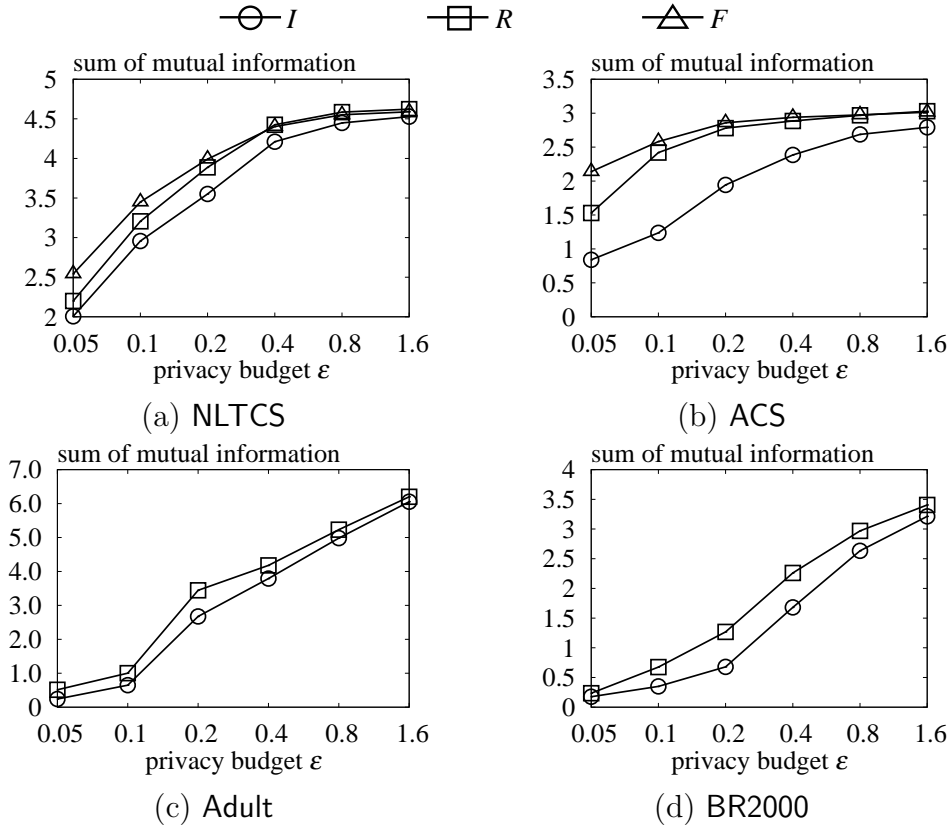 I R F
sum of mutual information
5
4.5
4
3.5
3
2.5
2
0.05 0.1 0.2 0.4 0.8 1.6
privacy budget ε
(a) NLTCS
sum of mutual information
3.5
3
2.5
2
1.5
1
0.5
0
0.05 0.1 0.2 0.4 0.8 1.6
privacy budget ε
(b) ACS
sum of mutual information
7.0
6.0
5.0
4.0
3.0
2.0
1.0
0
0.05 0.1 0.2 0.4 0.8 1.6
privacy budget ε
(c) Adult
sum of mutual information
4
3.5
3
2.5
2
1.5
1
0.5
0
0.05 0.1 0.2 0.4 0.8 1.6
privacy budget ε
(d) BR2000